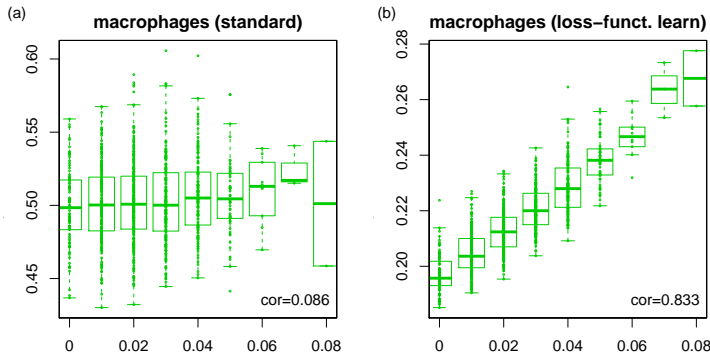 (a)
macrophages (standard)
0.60
0.55
0.50
0.45
cor=0.086
0 0.02 0.04 0.06 0.08
(b)
macrophages (loss−funct. learn)
0.28
0.26
0.24
0.22
0.20
cor=0.833
0 0.02 0.04 0.06 0.08